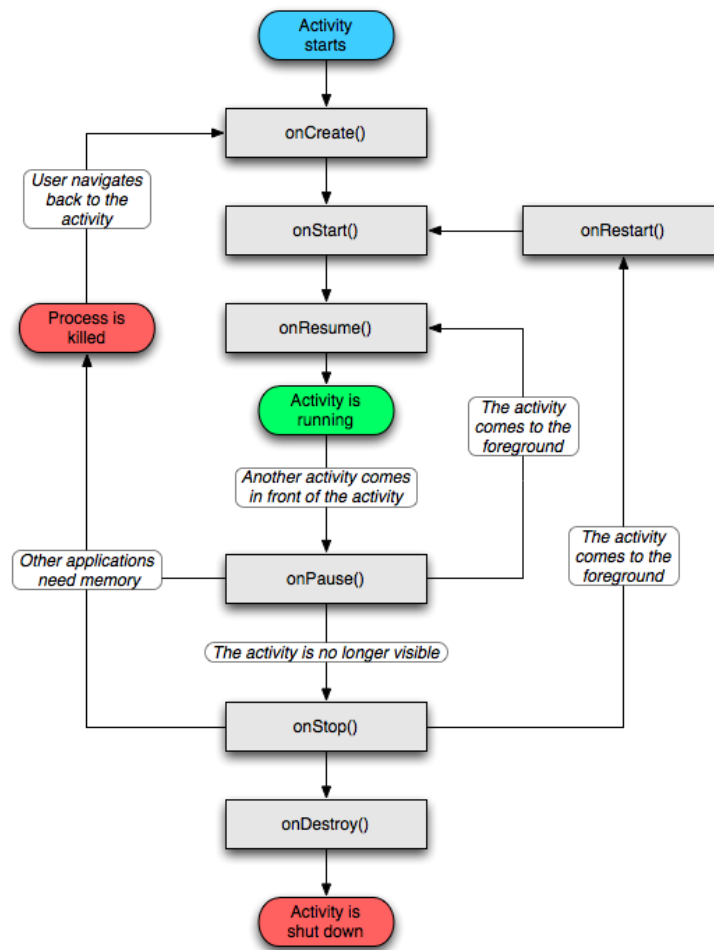 Activity
starts
onCreate()
User navigates
back to the
activity
onStart()
onRestart()
Process is
killed
onResume()
Activity is
running
The activity
comes to the
foreground
Another activity comes
in front of the activity
The activity
comes to the
foreground
Other applications
need memory
onPause()
The activity is no longer visible
onStop()
onDestroy()
Activity is
shut down